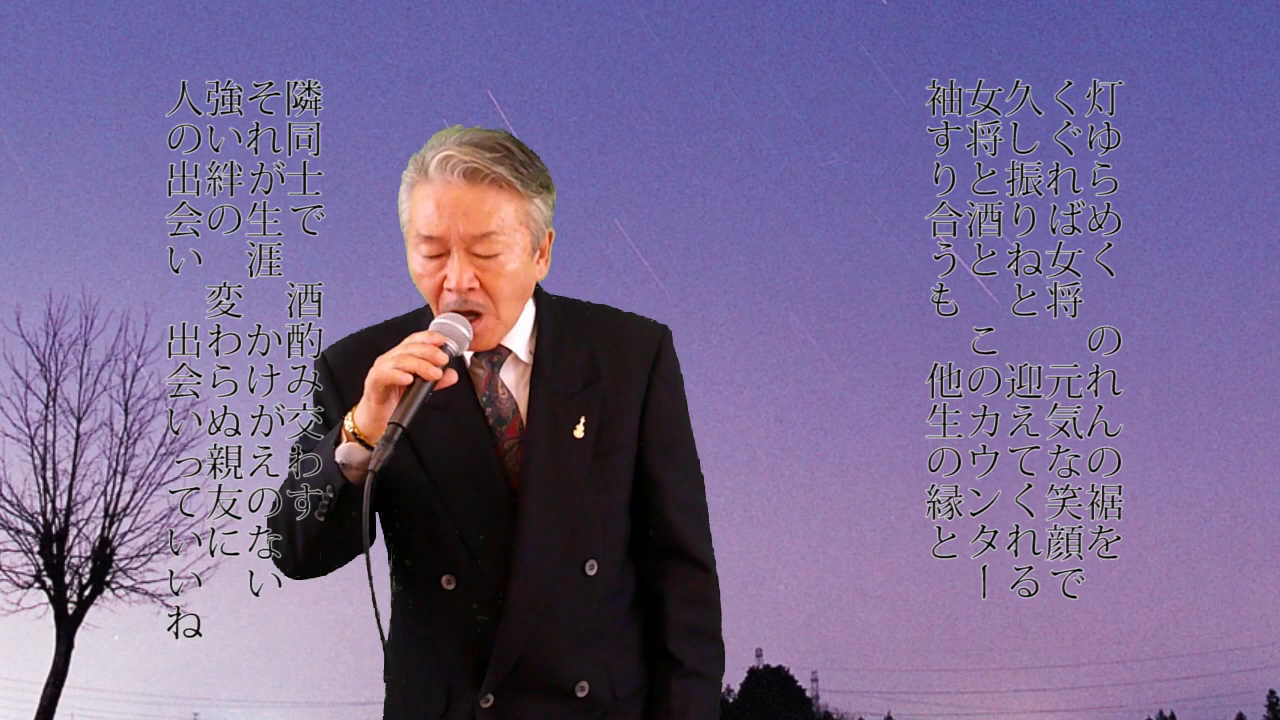 灯ゆらめく　のれんの裾を
くぐれば女将　元気な笑顔で
久し振りねと　迎えてくれる
女将と酒と　このカウンター
袖すり合うも　他生の縁と
隣同士で　酒酌み交わす
それが生涯　かけがえのない
強い絆の　変わらぬ親友に
人の出会い　出会いっていいね